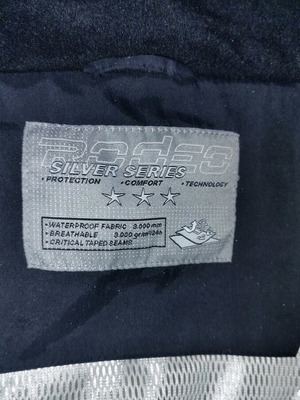 RODEO
SILVER SERIES
• PROTECTION • COMFORT • TECHNOLOGY
• WATERPROOF FABRIC 3.000 mm
• BREATHABLE 3.000 gr/m²/24h
• CRITICAL TAPED SEAMS